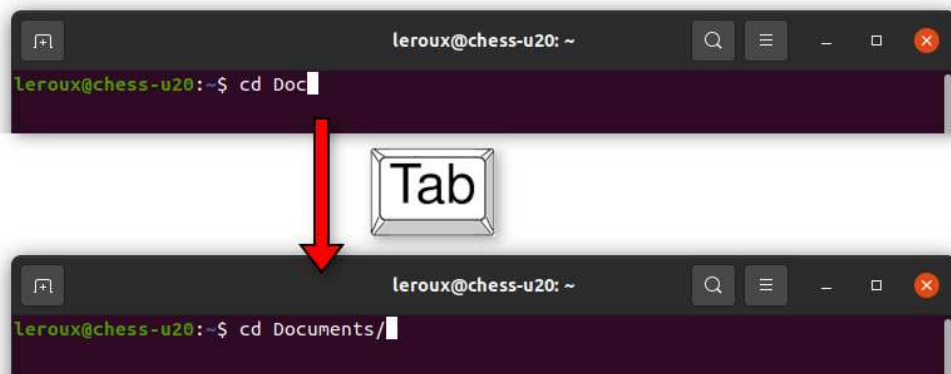 leroux@chess-u20: ~
leroux@chess-u20:~$ cd Doc
Tab
leroux@chess-u20: ~
leroux@chess-u20:~$ cd Documents/